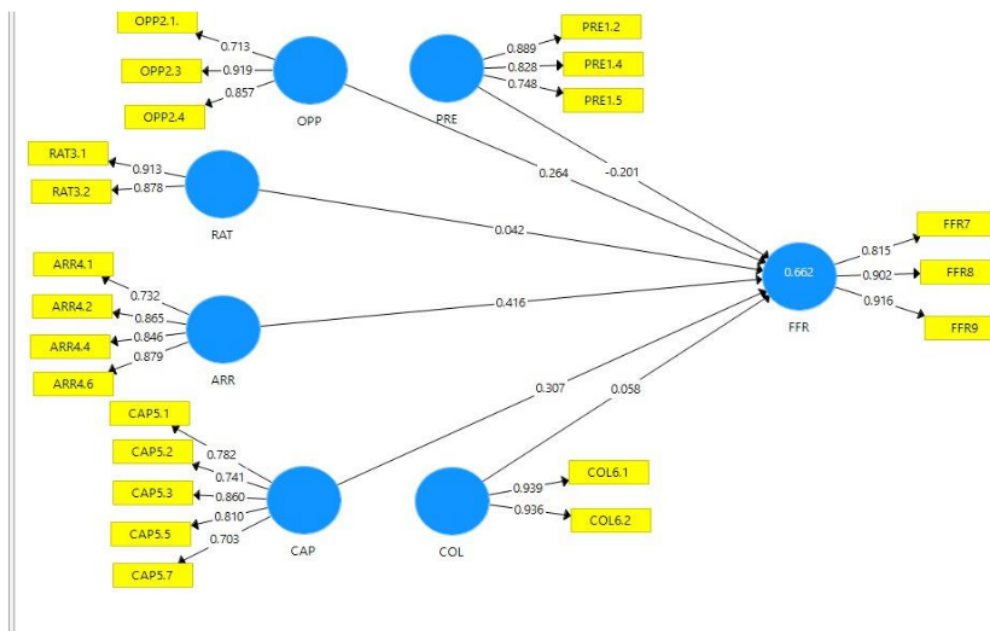 OPP2.1.
0.713
OPP2.3
0.919
0.857
OPP2.4
OPP
PRE1.2
0.889
PRE1.4
0.828
0.748
PRE1.5
PRE
RAT3.1
0.913
RAT3.2
0.878
RAT
0.264
-0.201
0.042
ARR4.1
0.732
ARR4.2
0.865
0.846
ARR4.4
0.879
ARR4.6
ARR
0.416
0.662
FFR
FFR7
0.815
0.902
FFR8
0.916
FFR9
0.307
0.058
CAP5.1
0.782
CAP5.2
0.741
CAP5.3
0.860
0.810
CAP5.5
0.703
CAP5.7
CAP
COL6.1
0.939
0.936
COL6.2
COL